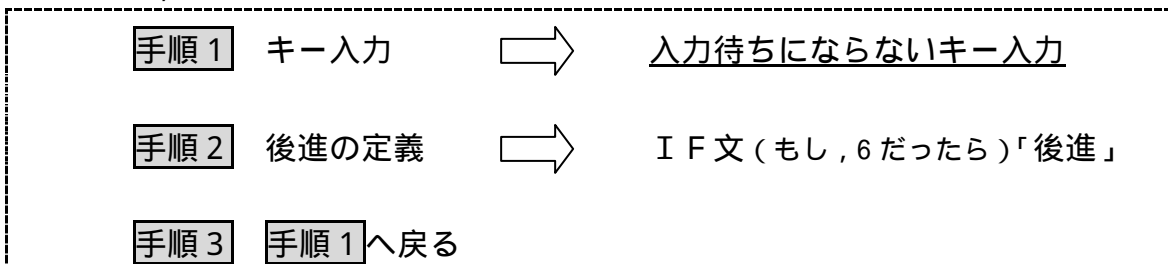 手順１ キー入力 ⇨ 入力待ちにならないキー入力
手順２ 後進の定義 ⇨ ＩＦ文(もし,6だったら)「後進」
手順３ 手順１へ戻る